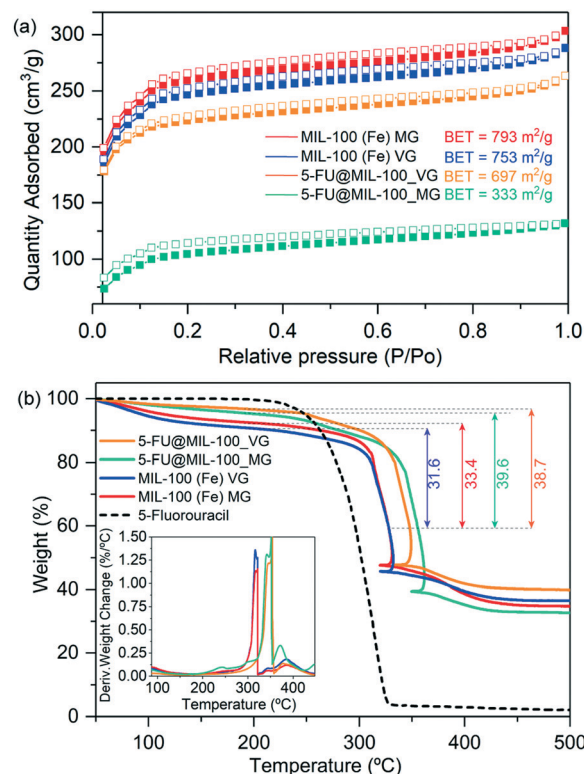 (a)
300
250
200
150
100
Quantity Adsorbed (cm³/g)
MIL-100 (Fe) MG BET = 793 m²/g
MIL-100 (Fe) VG BET = 753 m²/g
5-FU@MIL-100_VG BET = 697 m²/g
5-FU@MIL-100_MG BET = 333 m²/g
0.0 0.2 0.4 0.6 0.8 1.0
Relative pressure (P/Po)
(b)
100
80
60
40
20
0
Weight (%)
5-FU@MIL-100_VG
5-FU@MIL-100_MG
MIL-100 (Fe) VG
MIL-100 (Fe) MG
5-Fluorouracil
31.6
33.4
39.6
38.7
1.50
1.25
1.00
0.75
0.50
0.25
0.0
Deriv.Weight Change (%/ºC)
100 200 300 400
Temperature (ºC)
100 200 300 400 500
Temperature (ºC)